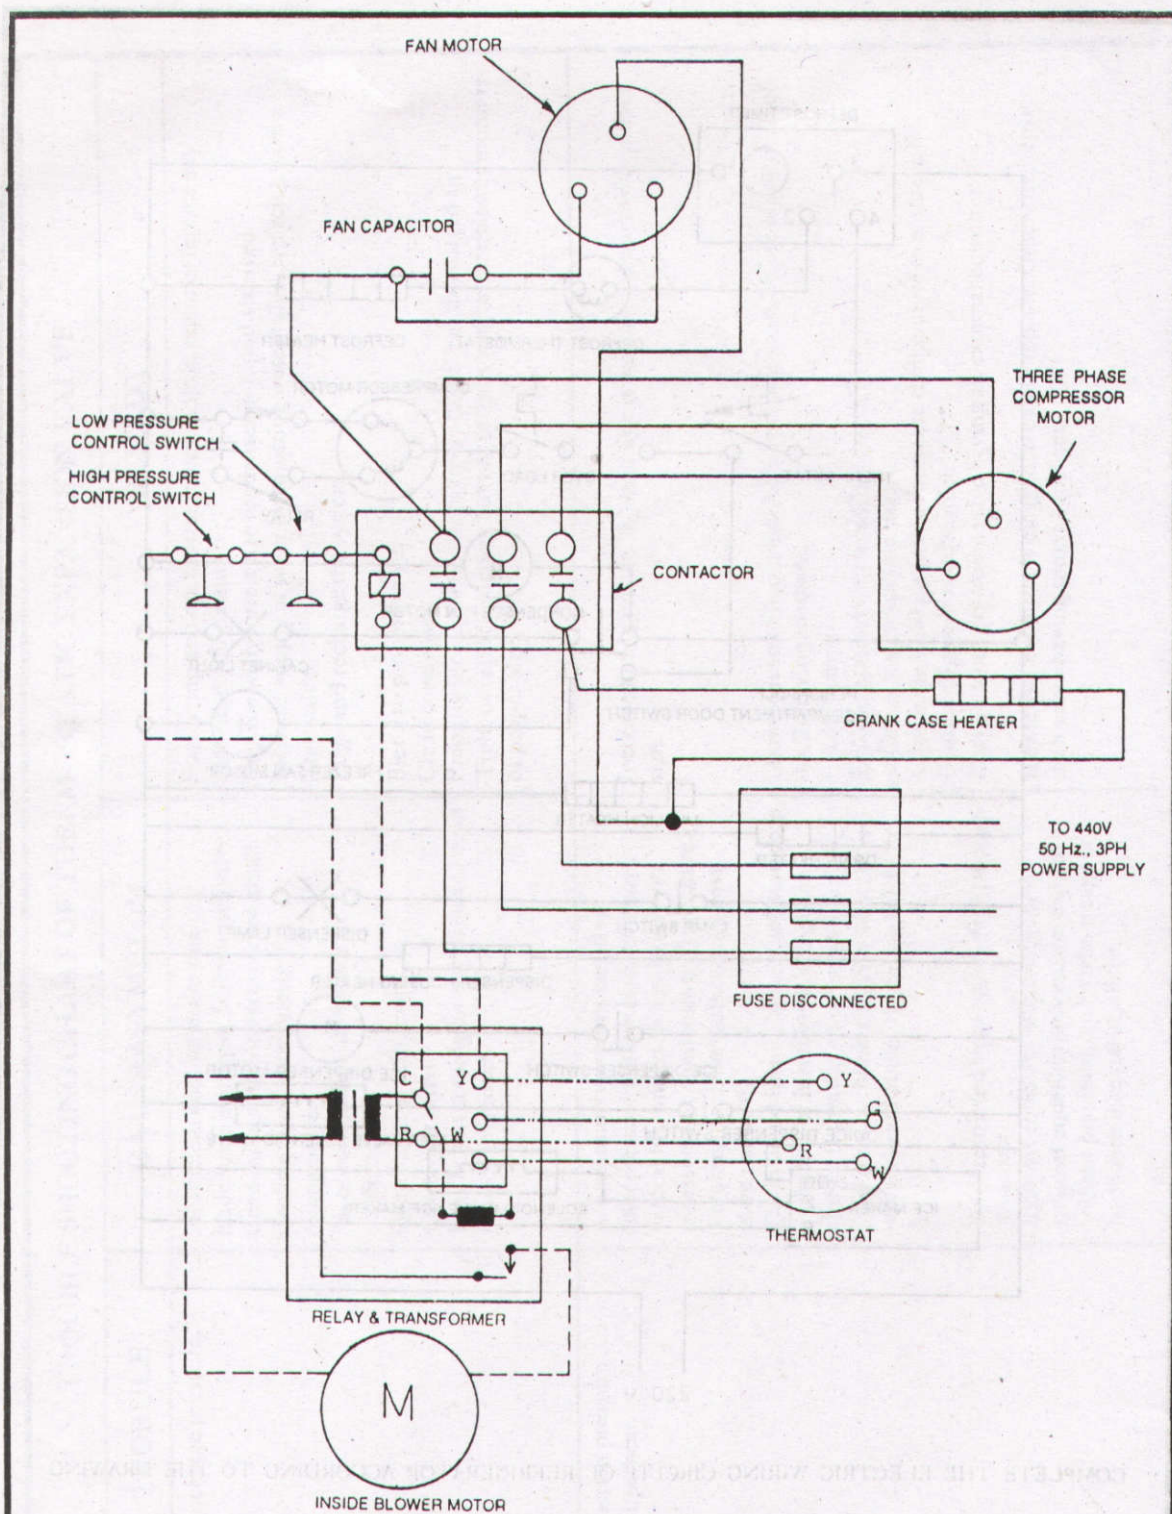 FAN MOTOR
FAN CAPACITOR
THREE PHASE
COMPRESSOR
MOTOR
LOW PRESSURE
CONTROL SWITCH
HIGH PRESSURE
CONTROL SWITCH
CONTACTOR
CRANK CASE HEATER
TO 440V
50 Hz., 3PH
POWER SUPPLY
FUSE DISCONNECTED
C
Y
R
W
Y
G
R
W
THERMOSTAT
RELAY & TRANSFORMER
M
INSIDE BLOWER MOTOR